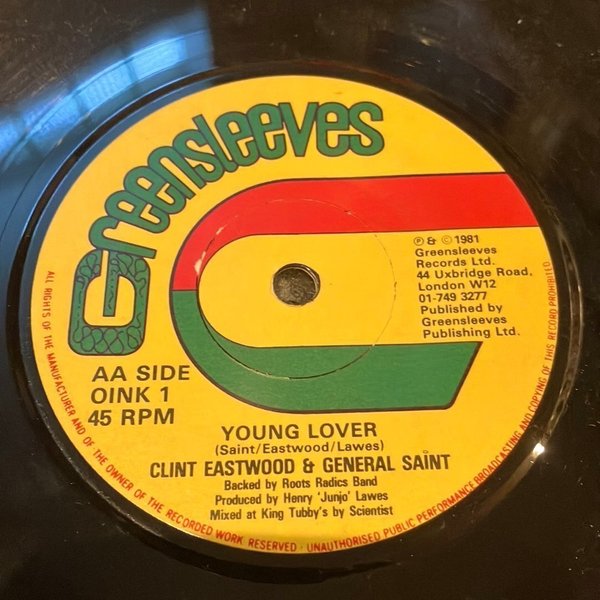 Greensleeves
℗ & © 1981
Greensleeves
Records Ltd.
44 Uxbridge Road,
London W12
01-749 3277
Published by
Greensleeves
Publishing Ltd.
AA SIDE
OINK 1
45 RPM
YOUNG LOVER
(Saint/Eastwood/Lawes)
CLINT EASTWOOD & GENERAL SAINT
Backed by Roots Radics Band
Produced by Henry 'Junjo' Lawes
Mixed at King Tubby's by Scientist
ALL RIGHTS OF THE MANUFACTURER AND OF THE OWNER OF THE RECORDED WORK RESERVED · UNAUTHORISED PUBLIC PERFORMANCE BROADCASTING AND COPYING OF THIS RECORD PROHIBITED